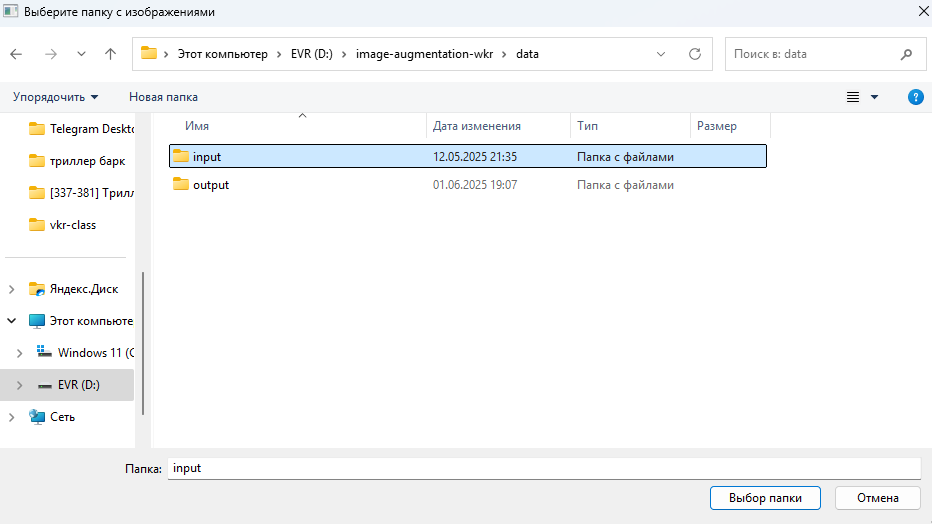 Выберите папку с изображениями
Этот компьютер EVR (D:) image-augmentation-wkr data
Поиск в: data
Упорядочить Новая папка
Имя Дата изменения Тип Размер
Telegram Deskto
триллер барк
[337-381] Трилл
vkr-class
Яндекс.Диск
Этот компьюте
Windows 11 (C
EVR (D:)
Сеть
input 12.05.2025 21:35 Папка с файлами
output 01.06.2025 19:07 Папка с файлами
Папка: input
Выбор папки Отмена